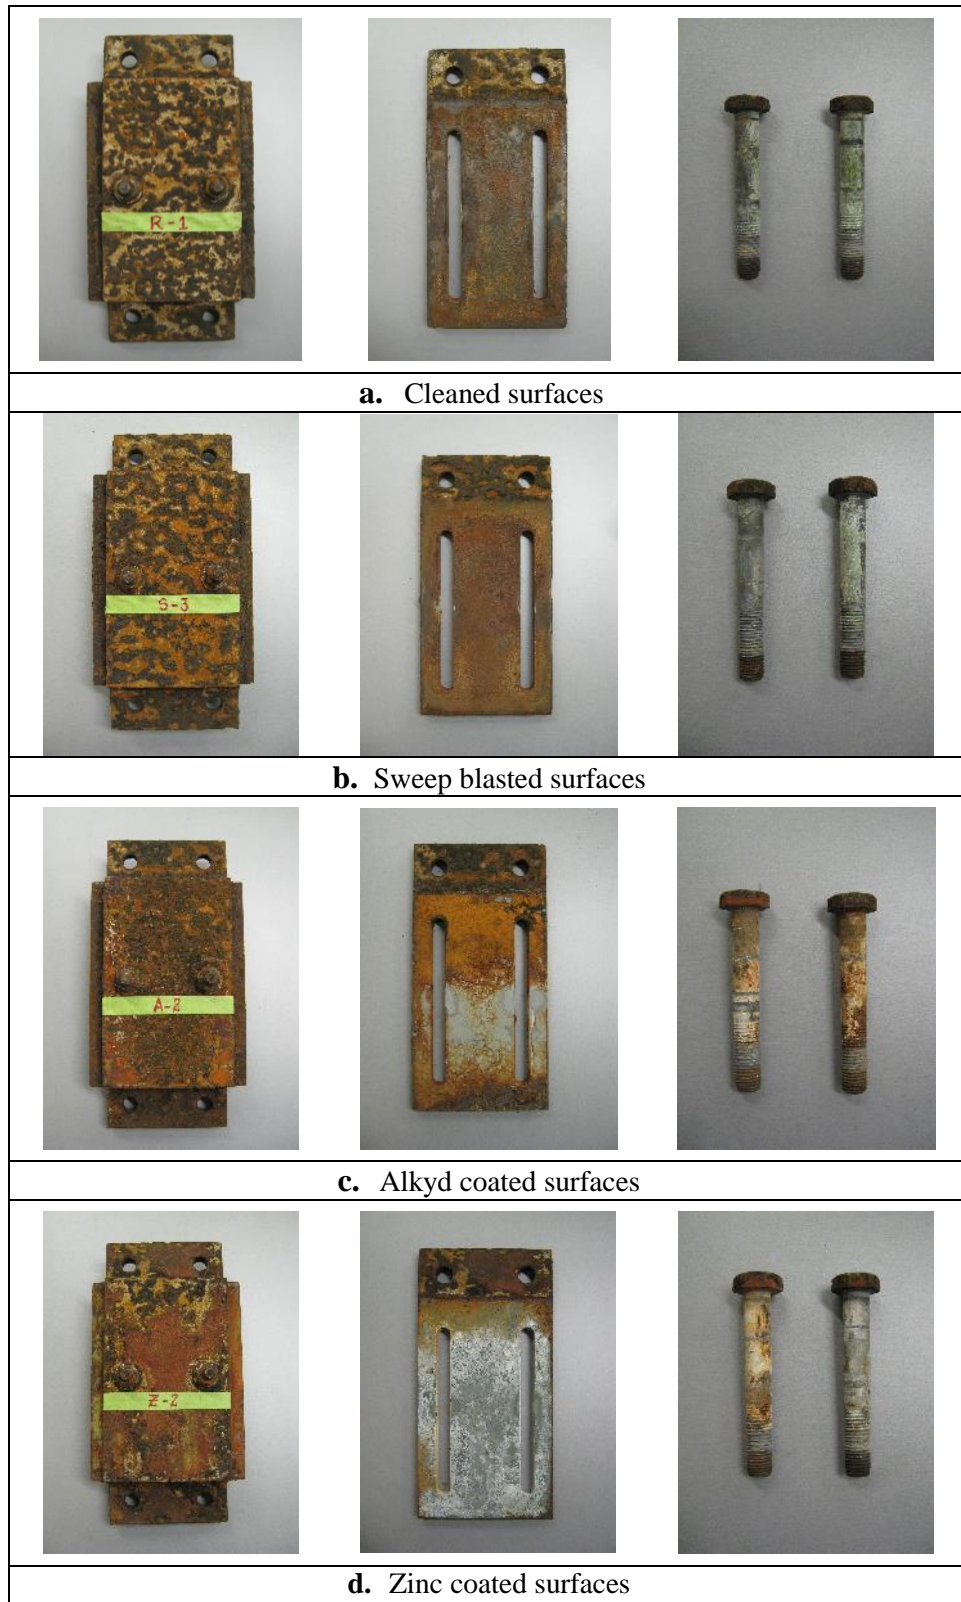 R-1
a. Cleaned surfaces
S-3
b. Sweep blasted surfaces
A-2
c. Alkyd coated surfaces
Z-2
d. Zinc coated surfaces